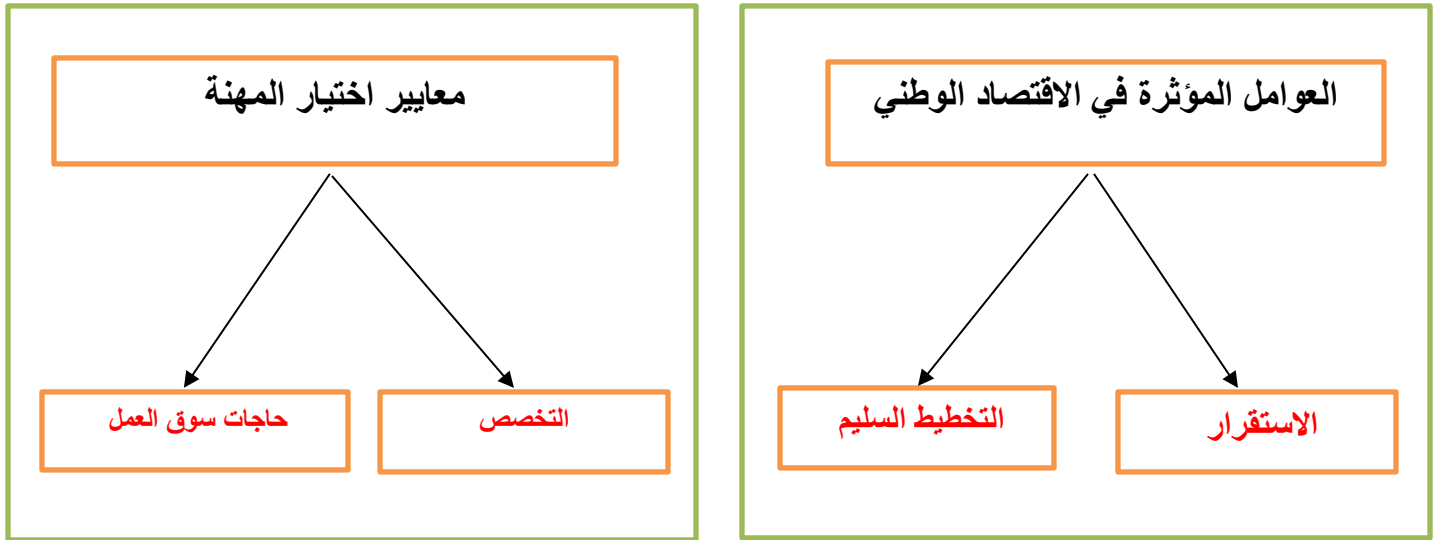 العوامل المؤثرة في الاقتصاد الوطني
الاستقرار
التخطيط السليم
معايير اختيار المهنة
التخصص
حاجات سوق العمل